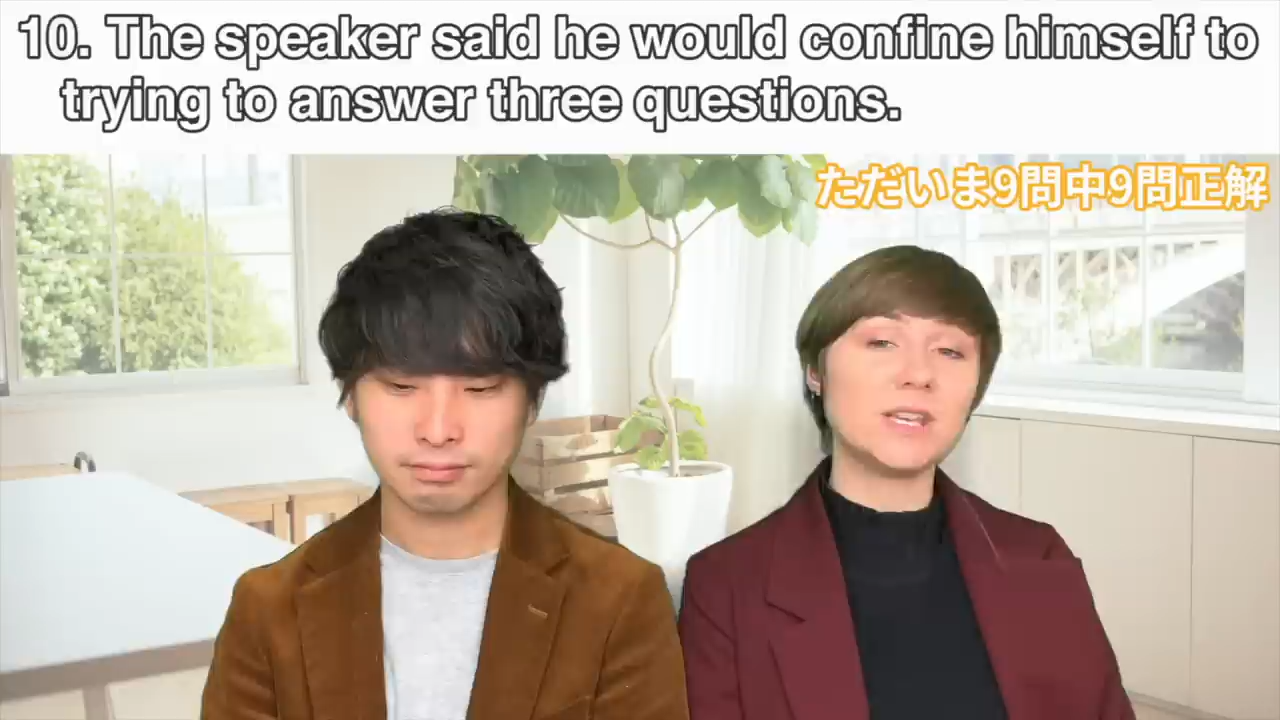 10. The speaker said he would confine himself to
trying to answer three questions.
ただいま9問中9問正解